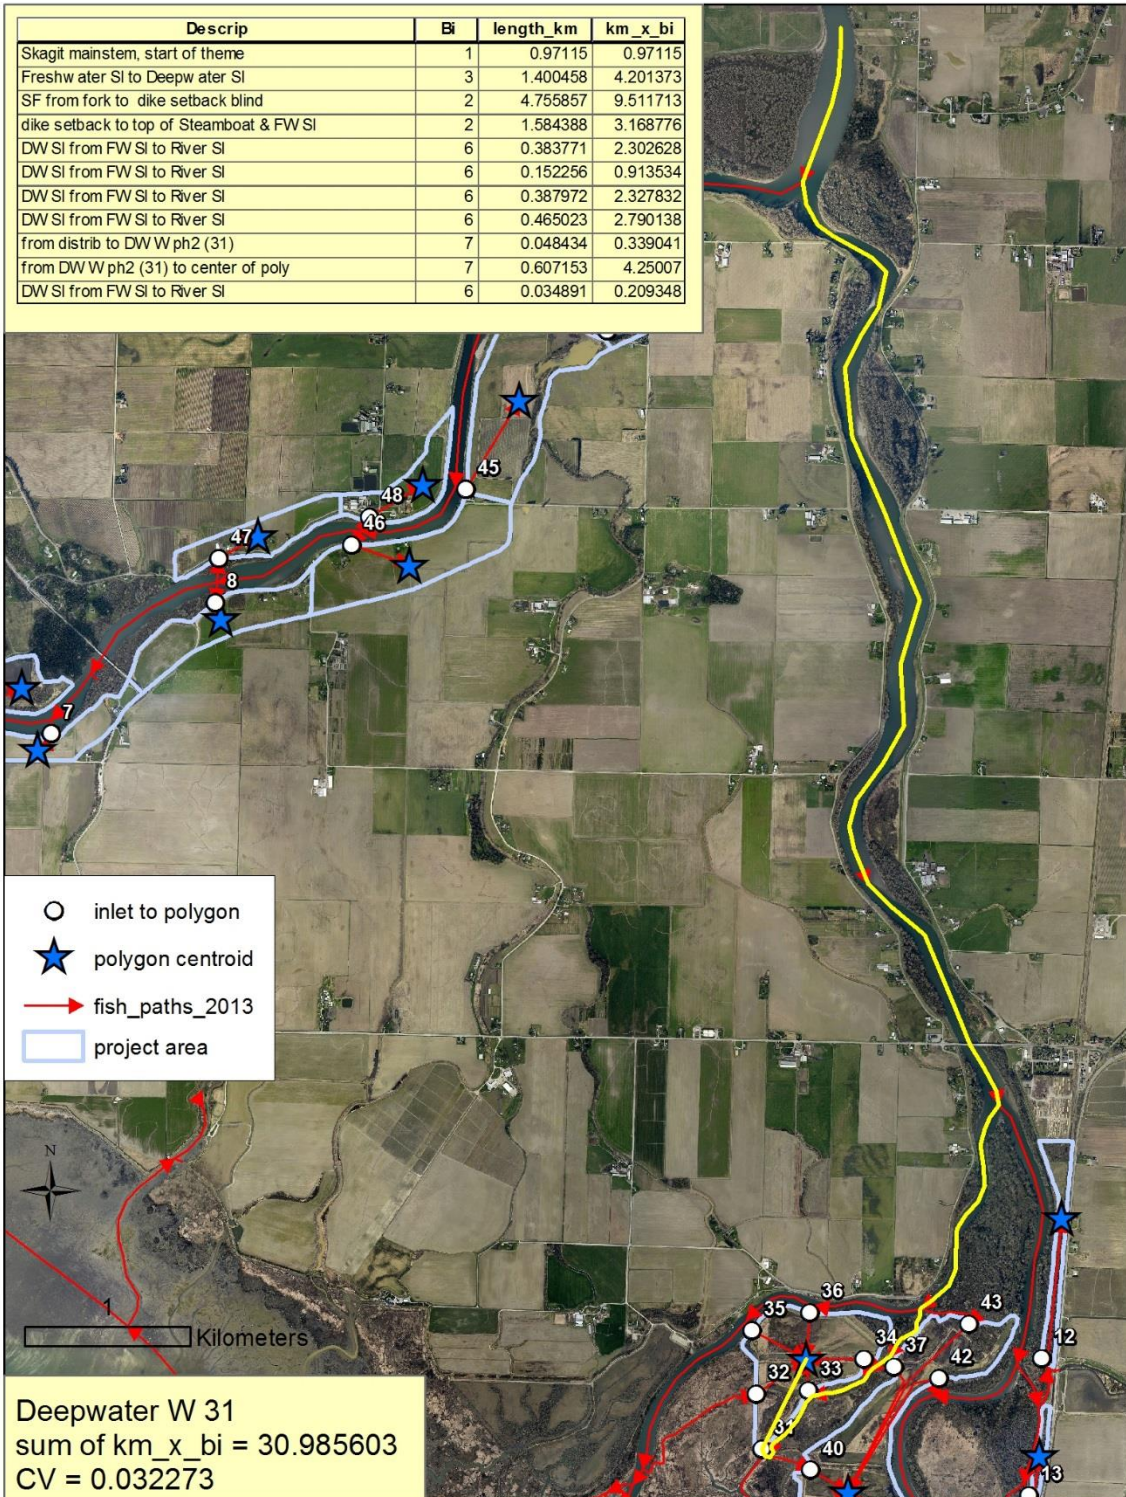 Descrip Bi length_km km_x_bi
Skagit mainstem, start of theme 1 0.97115 0.97115
Freshwater Sl to Deepwater Sl 3 1.400458 4.201373
SF from fork to dike setback blind 2 4.755857 9.511713
dike setback to top of Steamboat & FW Sl 2 1.584388 3.168776
DW Sl from FW Sl to River Sl 6 0.383771 2.302628
DW Sl from FW Sl to River Sl 6 0.152256 0.913534
DW Sl from FW Sl to River Sl 6 0.387972 2.327832
DW Sl from FW Sl to River Sl 6 0.465023 2.790138
from distrib to DW W ph2 (31) 7 0.048434 0.339041
from DW W ph2 (31) to center of poly 7 0.607153 4.25007
DW Sl from FW Sl to River Sl 6 0.034891 0.209348
45
48
46
47
8
7
inlet to polygon
polygon centroid
fish_paths_2013
project area
N
1
Kilometers
36
35
43
34
37
12
42
32
33
31
40
13
Deepwater W 31
sum of km_x_bi = 30.985603
CV = 0.032273